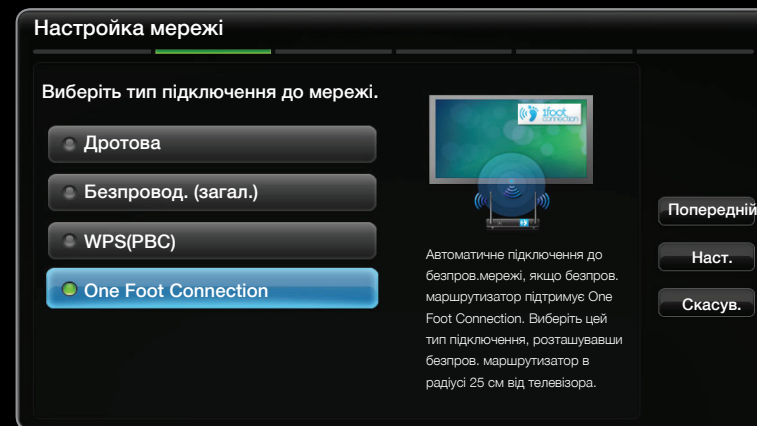 Настройка мережі
Виберіть тип підключення до мережі.
Дротова
Безпровод. (загал.)
WPS(PBC)
One Foot Connection
1foot
connection
Автоматичне підключення до
безпров.мережі, якщо безпров.
маршрутизатор підтримує One
Foot Connection. Виберіть цей
тип підключення, розташувавши
безпров. маршрутизатор в
радіусі 25 см від телевізора.
Попередній
Наст.
Скасув.